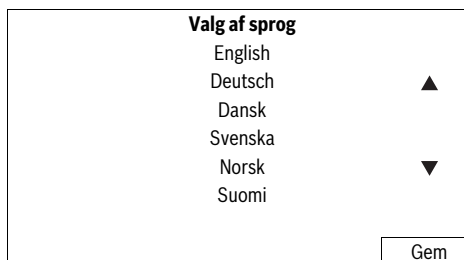 Valg af sprog
English
Deutsch
Dansk
Svenska
Norsk
Suomi
Gem